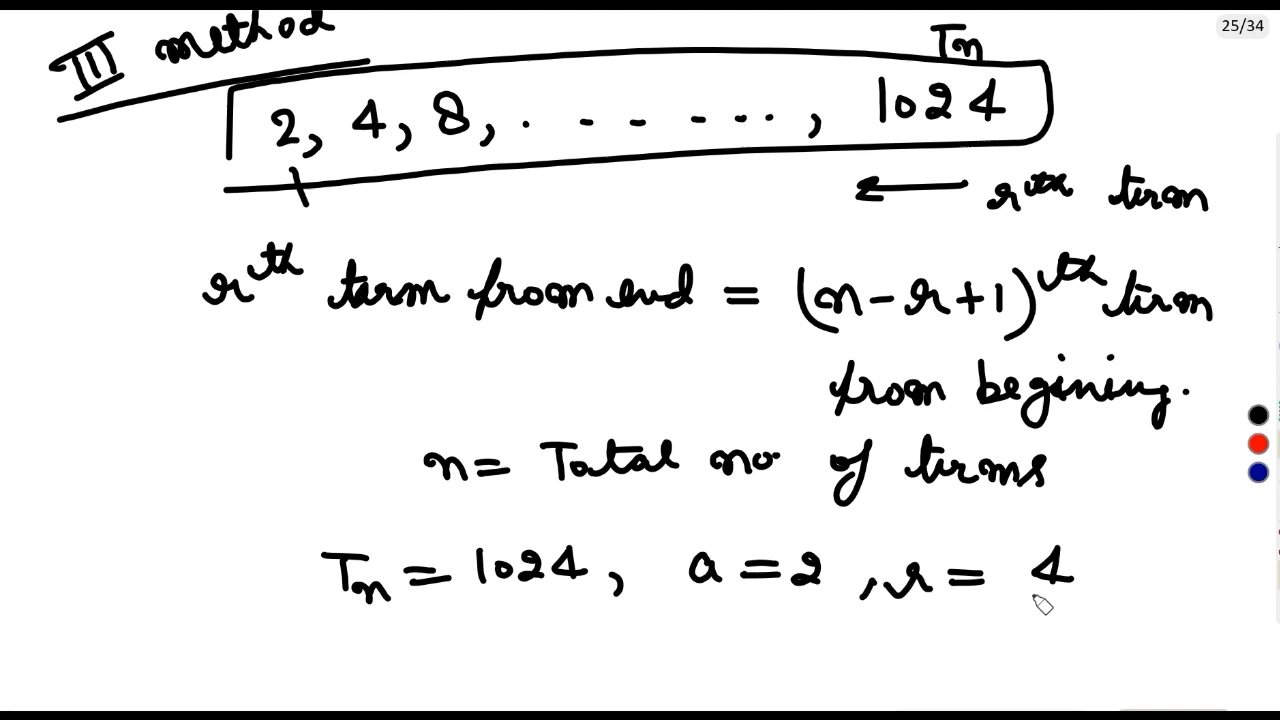 25/34
III method
Tn
2, 4, 8, . - - - - .. , 1024
rth term
rth term from end = (n-r+1)th term
from begining.
n = Total no. of terms
Tn = 1024, a = 2, r = 4